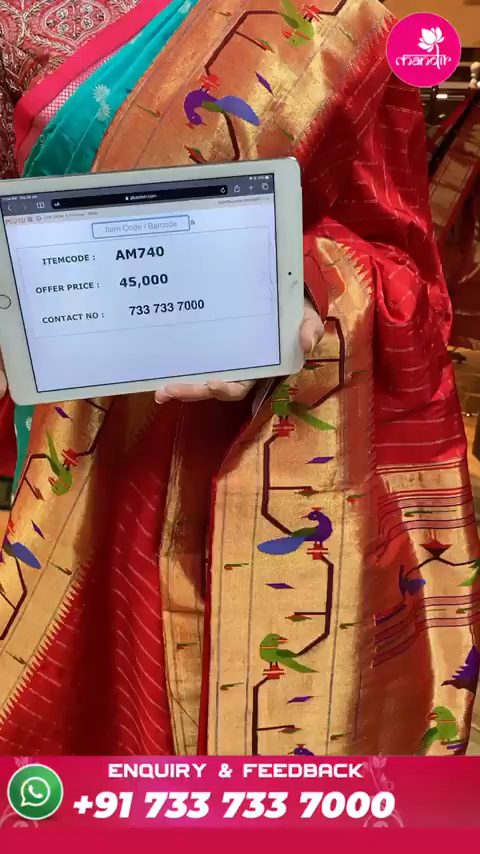 mandir
Item Code / Barcode
ITEMCODE : AM740
OFFER PRICE : 45,000
CONTACT NO : 733 733 7000
ENQUIRY & FEEDBACK
+91 733 733 7000